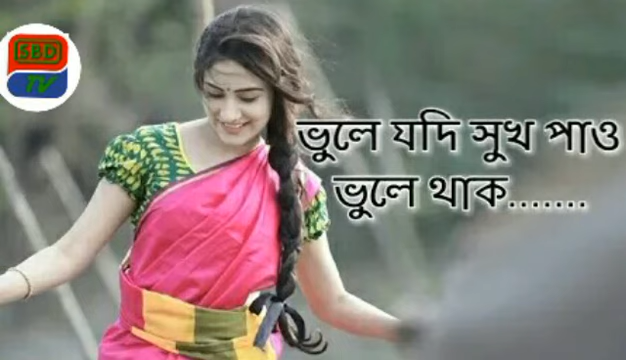 SBD
TV
ভুলে যদি সুখ পাও
ভুলে থাক.......